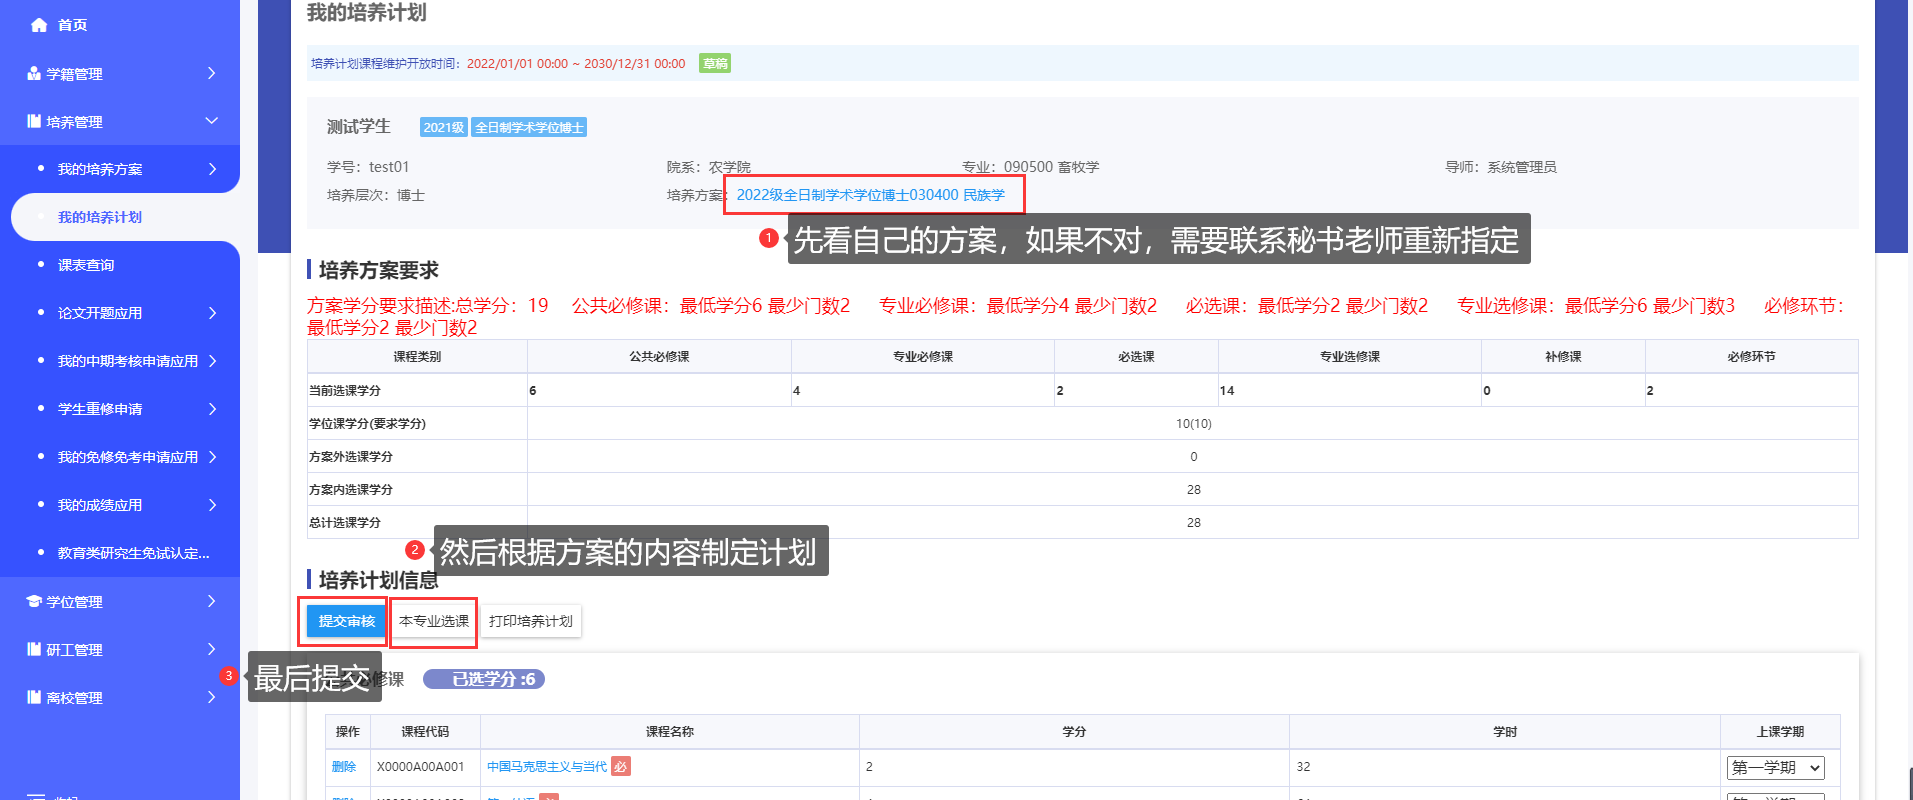 首页
学籍管理
培养管理
我的培养方案
我的培养计划
课表查询
论文开题应用
我的中期考核申请应用
学生重修申请
我的免修免考申请应用
我的成绩应用
教育类研究生免试认定...
学位管理
研工管理
离校管理
我的培养计划
培养计划课程维护开放时间：2022/01/01 00:00 ~ 2030/12/31 00:00 草稿
测试学生 2021级 全日制学术学位博士
学号：test01 院系：农学院 专业：090500 畜牧学 导师：系统管理员
培养层次：博士 培养方案：2022级全日制学术学位博士030400 民族学
1 先看自己的方案，如果不对，需要联系秘书老师重新指定
培养方案要求
方案学分要求描述:总学分：19 公共必修课：最低学分6 最少门数2 专业必修课：最低学分4 最少门数2 必选课：最低学分2 最少门数2 专业选修课：最低学分6 最少门数3 必修环节：
最低学分2 最少门数2
课程类别 公共必修课 专业必修课 必选课 专业选修课 补修课 必修环节
当前选课学分 6 4 2 14 0 2
学位课学分(要求学分) 10(10)
方案外选课学分 0
方案内选课学分 28
总计选课学分 28
2 然后根据方案的内容制定计划
培养计划信息
提交审核 本专业选课 打印培养计划
3 最后提交
必修课 已选学分 :6
操作 课程代码 课程名称 学分 学时 上课学期
删除 X0000A00A001 中国马克思主义与当代 必 2 32 第一学期